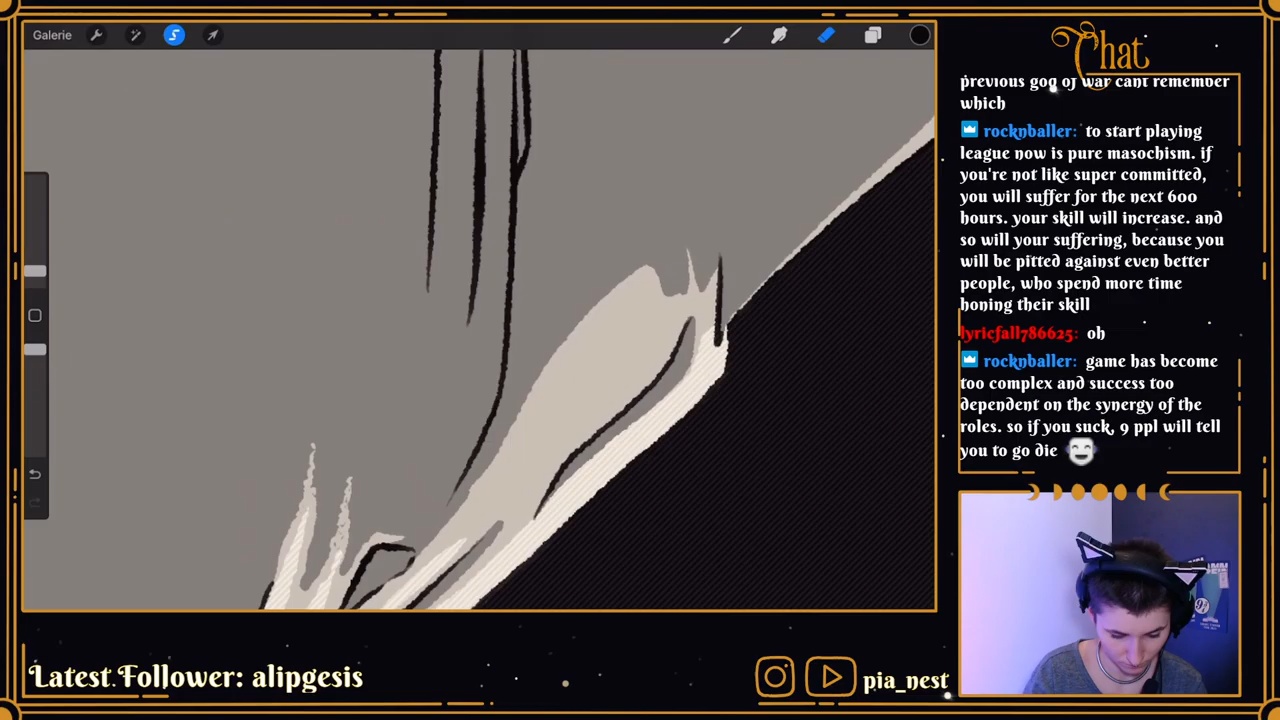 Galerie
Chat
previous god of war cant remember
which
rocknballer: to start playing
league now is pure masochism. if
you're not like super committed,
you will suffer for the next 600
hours. your skill will increase. and
so will your suffering, because you
will be pitted against even better
people, who spend more time
honing their skill
lyricfall786625: oh
rocknballer: game has become
too complex and success too
dependent on the synergy of the
roles. so if you suck, 9 ppl will tell
you to go die
Latest Follower: alipgesis
pia_nest